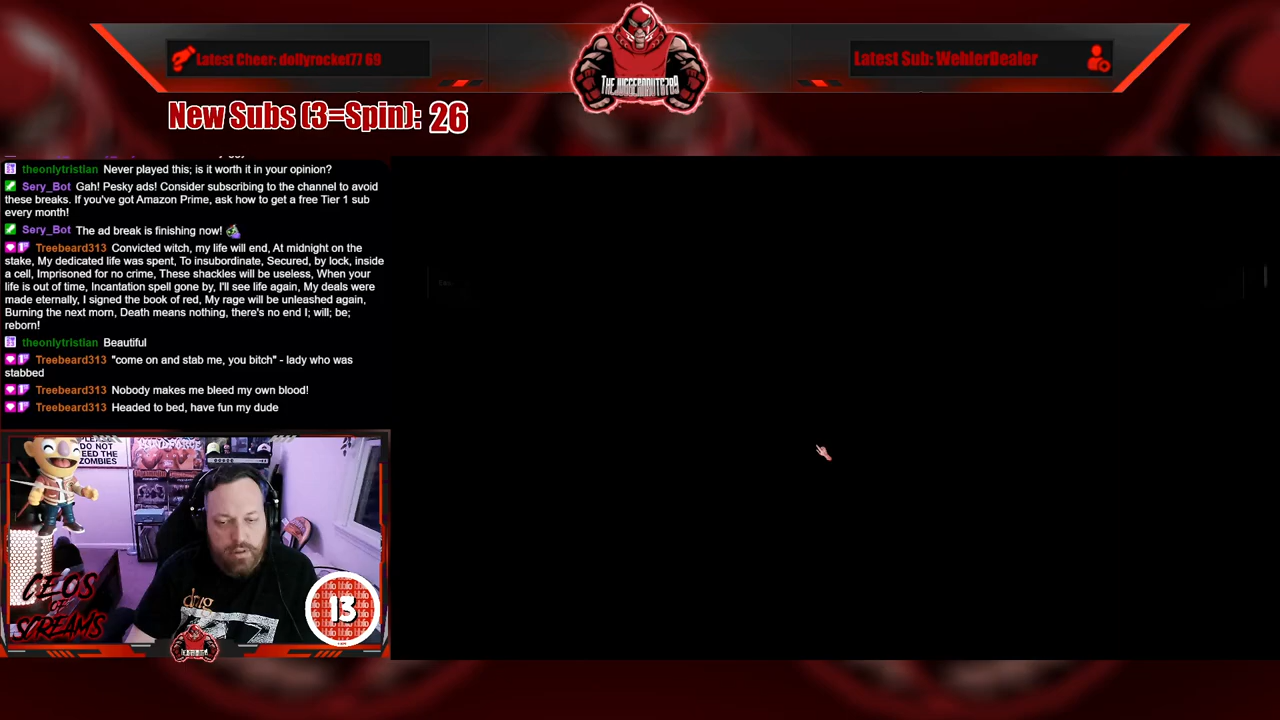 Latest Cheer: dollyrocket77 69
THEJUGGERNAUT6789
Latest Sub: WehlerDealer
New Subs (3=Spin): 26
theonlytristian Never played this; is it worth it in your opinion?
Sery_Bot Gah! Pesky ads! Consider subscribing to the channel to avoid
these breaks. If you've got Amazon Prime, ask how to get a free Tier 1 sub
every month!
Sery_Bot The ad break is finishing now!
Treebeard313 Convicted witch, my life will end, At midnight on the
stake, My dedicated life was spent, To insubordinate, Secured, by lock, inside
a cell, Imprisoned for no crime, These shackles will be useless, When your
life is out of time, Incantation spell gone by, I'll see life again, My deals were
made eternally, I signed the book of red, My rage will be unleashed again,
Burning the next morn, Death means nothing, there's no end I; will; be;
reborn!
theonlytristian Beautiful
Treebeard313 "come on and stab me, you bitch" - lady who was
stabbed
Treebeard313 Nobody makes me bleed my own blood!
Treebeard313 Headed to bed, have fun my dude
DO NOT
FEED THE
ZOMBIES
CEOS
OF
SCREAMS
13